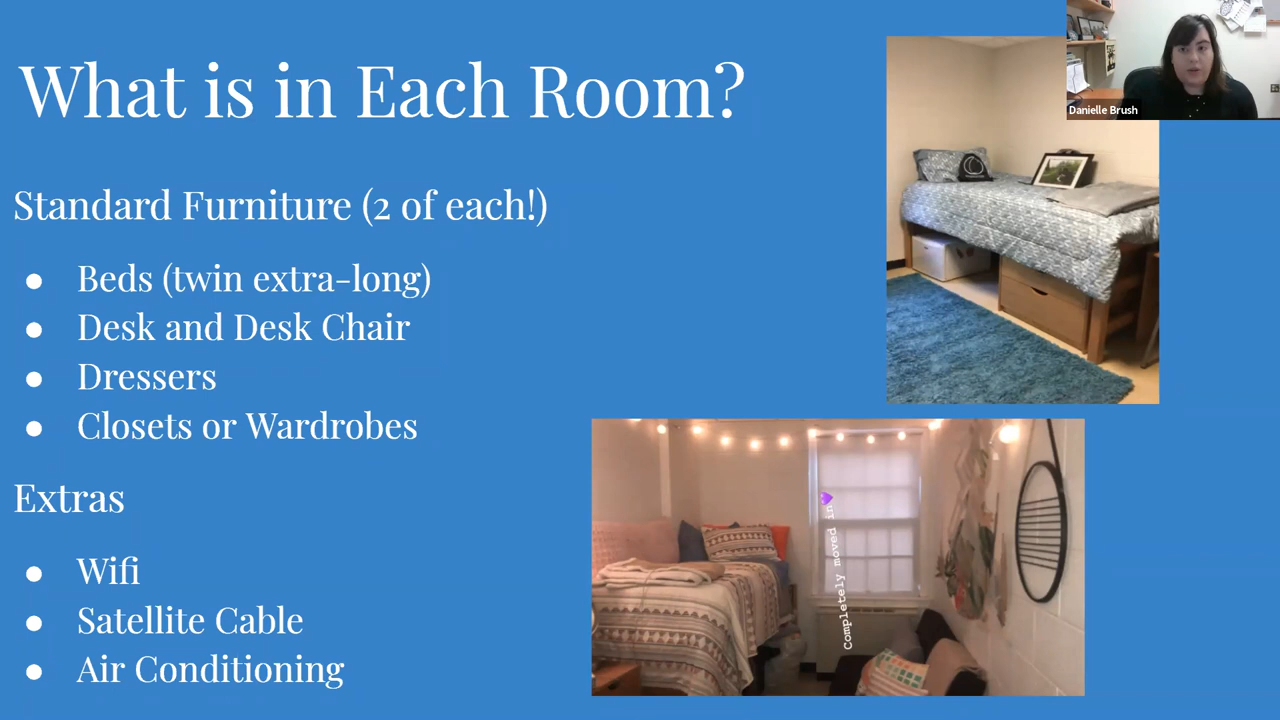 What is in Each Room?
Danielle Brush
Standard Furniture (2 of each!)
● Beds (twin extra-long)
● Desk and Desk Chair
● Dressers
● Closets or Wardrobes
Extras
● Wifi
● Satellite Cable
● Air Conditioning
Completely moved in💜